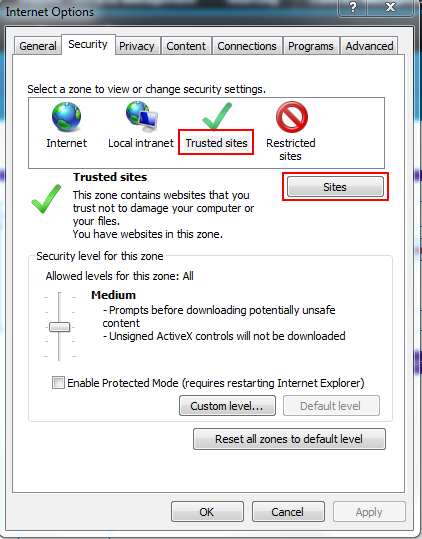 Internet Options
?
X
General
Security
Privacy
Content
Connections
Programs
Advanced
Select a zone to view or change security settings.
Internet
Local intranet
Trusted sites
Restricted
sites
Trusted sites
Sites
This zone contains websites that you
trust not to damage your computer or
your files.
You have websites in this zone.
Security level for this zone
Allowed levels for this zone: All
Medium
- Prompts before downloading potentially unsafe
content
- Unsigned ActiveX controls will not be downloaded
Enable Protected Mode (requires restarting Internet Explorer)
Custom level...
Default level
Reset all zones to default level
OK
Cancel
Apply